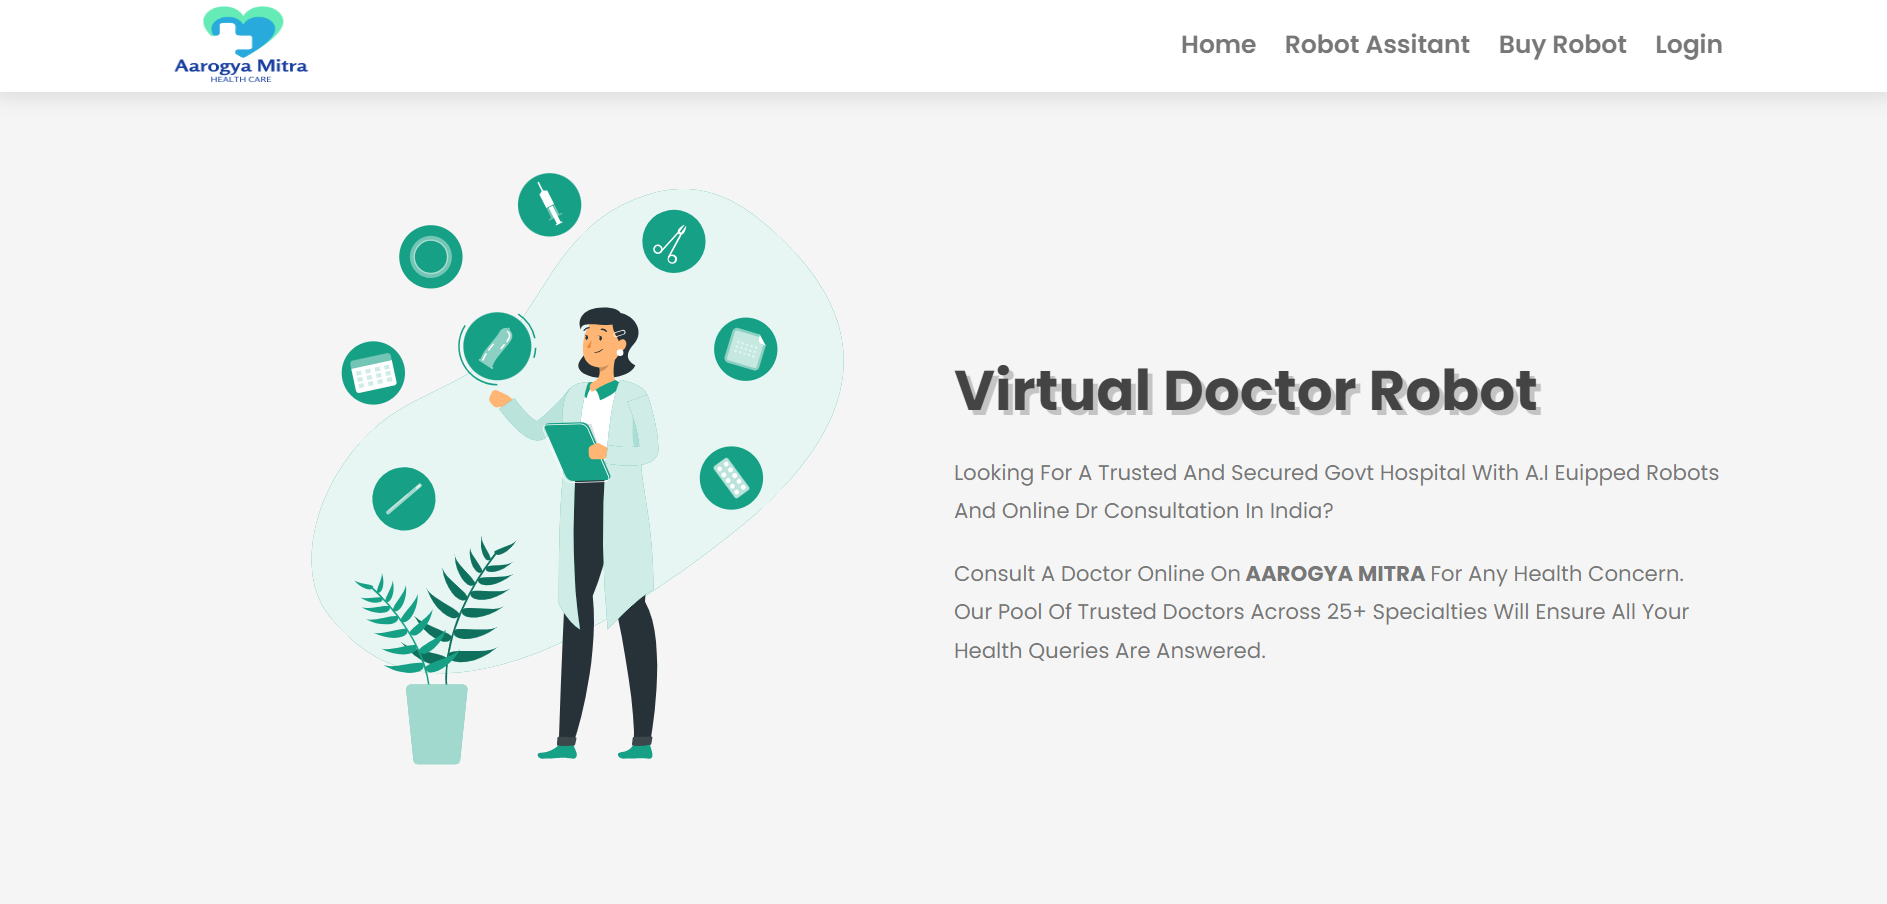 Aarogya Mitra
HEALTH CARE
Home Robot Assitant Buy Robot Login
Virtual Doctor Robot
Looking For A Trusted And Secured Govt Hospital With A.I Euipped Robots
And Online Dr Consultation In India?
Consult A Doctor Online On AAROGYA MITRA For Any Health Concern.
Our Pool Of Trusted Doctors Across 25+ Specialties Will Ensure All Your
Health Queries Are Answered.